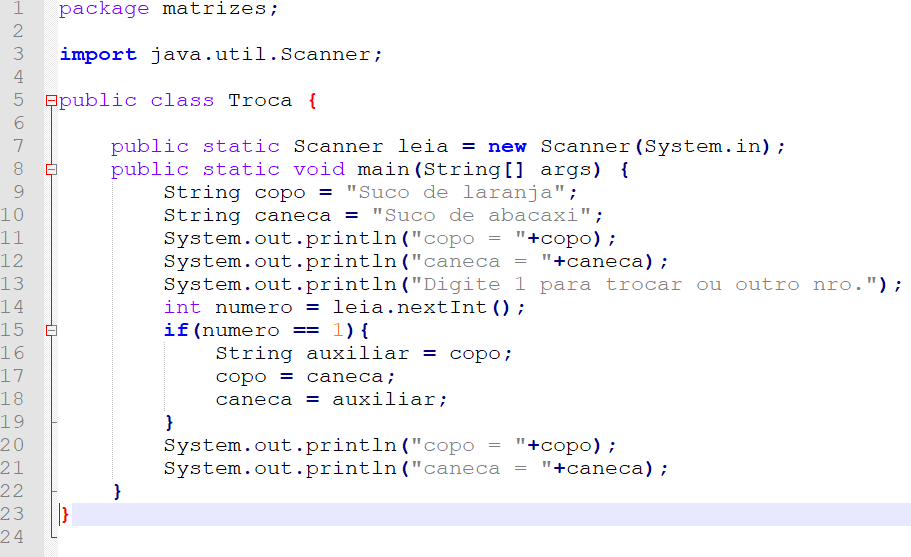 1 package matrizes;
2
3 import java.util.Scanner;
4
5 public class Troca {
6
7     public static Scanner leia = new Scanner(System.in);
8     public static void main(String[] args) {
9         String copo = "Suco de laranja";
10         String caneca = "Suco de abacaxi";
11         System.out.println("copo = "+copo);
12         System.out.println("caneca = "+caneca);
13         System.out.println("Digite 1 para trocar ou outro nro.");
14         int numero = leia.nextInt();
15         if(numero == 1){
16             String auxiliar = copo;
17             copo = caneca;
18             caneca = auxiliar;
19         }
20         System.out.println("copo = "+copo);
21         System.out.println("caneca = "+caneca);
22     }
23 }
24